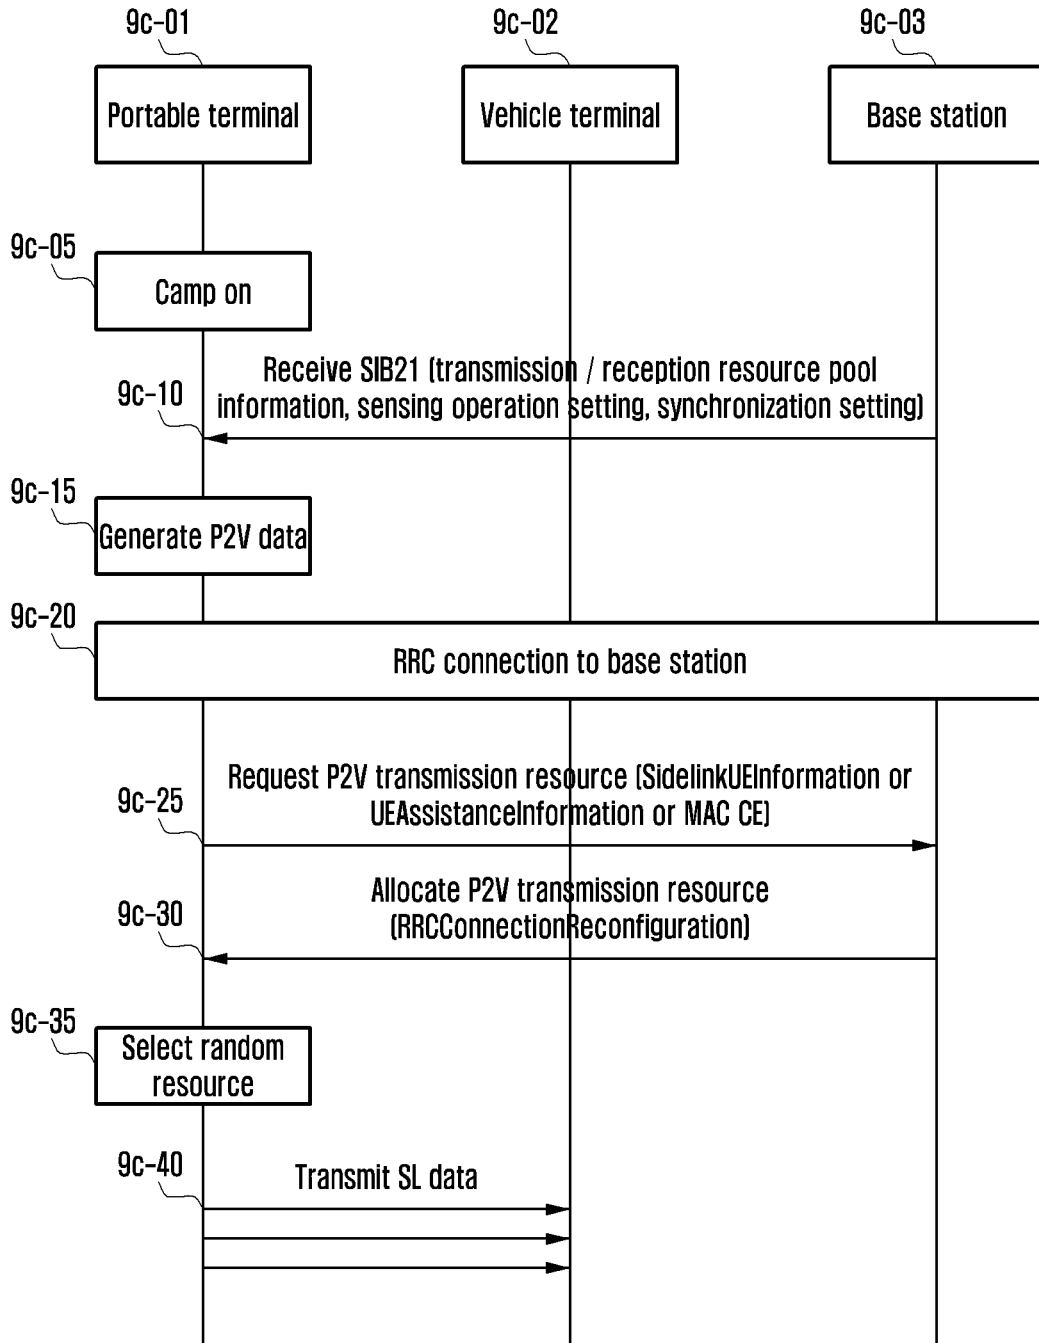 9c-01
9c-02
9c-03
Portable terminal
Vehicle terminal
Base station
9c-05
Camp on
9c-10
Receive SIB21 (transmission / reception resource pool
information, sensing operation setting, synchronization setting)
9c-15
Generate P2V data
9c-20
RRC connection to base station
9c-25
Request P2V transmission resource (SidelinkUEInformation or
UEAssistanceInformation or MAC CE)
9c-30
Allocate P2V transmission resource
(RRCConnectionReconfiguration)
9c-35
Select random
resource
9c-40
Transmit SL data